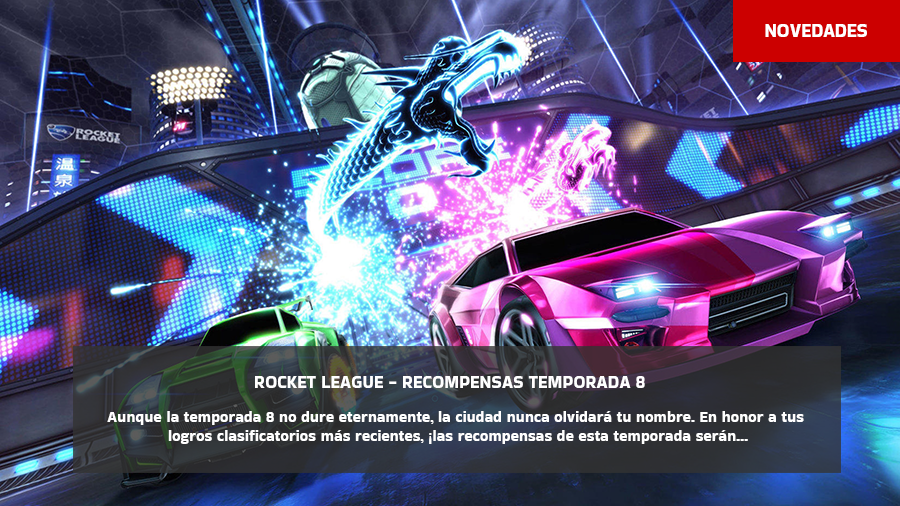 NOVEDADES
ROCKET
LEAGUE
温
泉
ROCKET LEAGUE – RECOMPENSAS TEMPORADA 8
Aunque la temporada 8 no dure eternamente, la ciudad nunca olvidará tu nombre. En honor a tus
logros clasificatorios más recientes, ¡las recompensas de esta temporada serán...